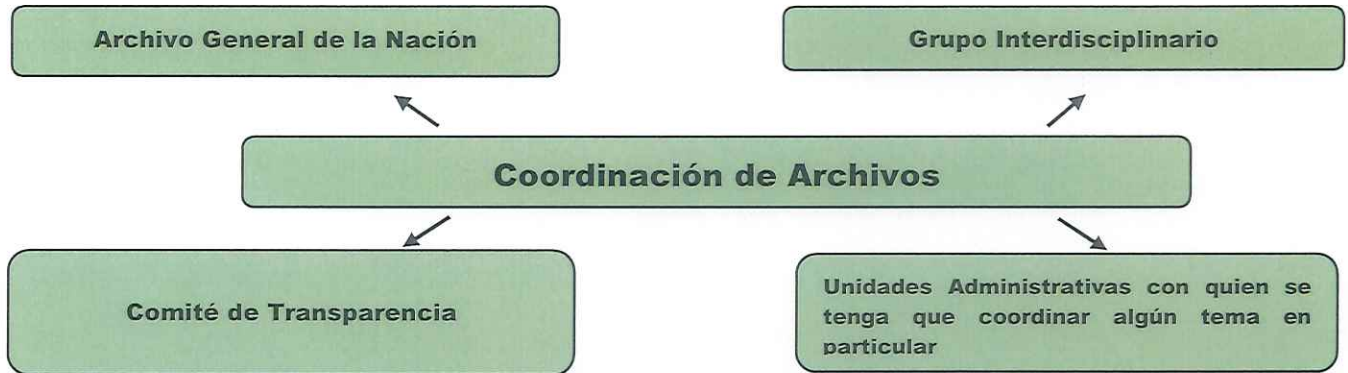 Archivo General de la Nación
Grupo Interdisciplinario
Coordinación de Archivos
Comité de Transparencia
Unidades Administrativas con quien se
tenga que coordinar algún tema en
particular